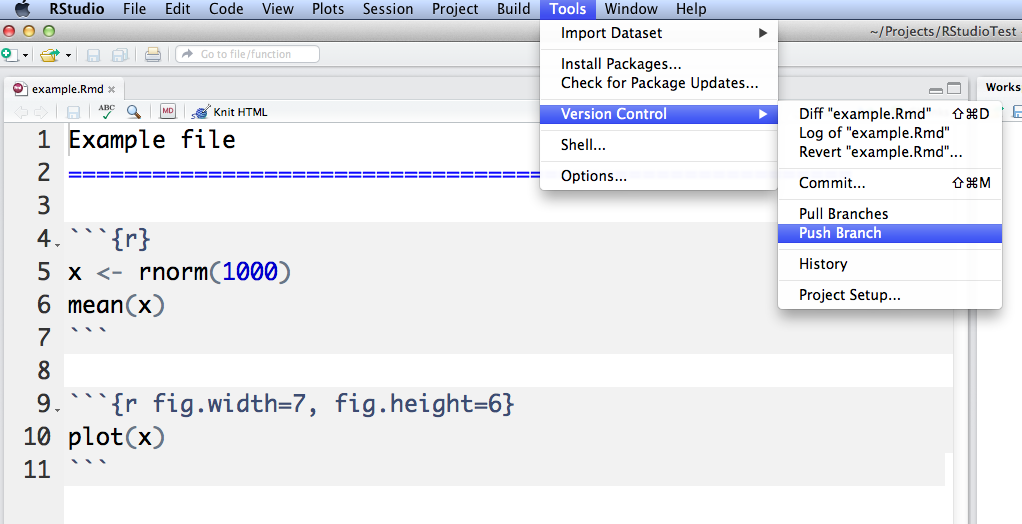 RStudio File Edit Code View Plots Session Project Build Tools Window Help
~/Projects/RStudioTest
Go to file/function
Import Dataset
Install Packages...
Check for Package Updates...
Version Control
Shell...
Options...
Diff "example.Rmd" ⇧⌘D
Log of "example.Rmd"
Revert "example.Rmd"...
Commit... ⇧⌘M
Pull Branches
Push Branch
History
Project Setup...
example.Rmd
Works
ABC MD Knit HTML
1 Example file
2 ==================================================
3
4 ```{r}
5 x <- rnorm(1000)
6 mean(x)
7 ```
8
9 ```{r fig.width=7, fig.height=6}
10 plot(x)
11 ```